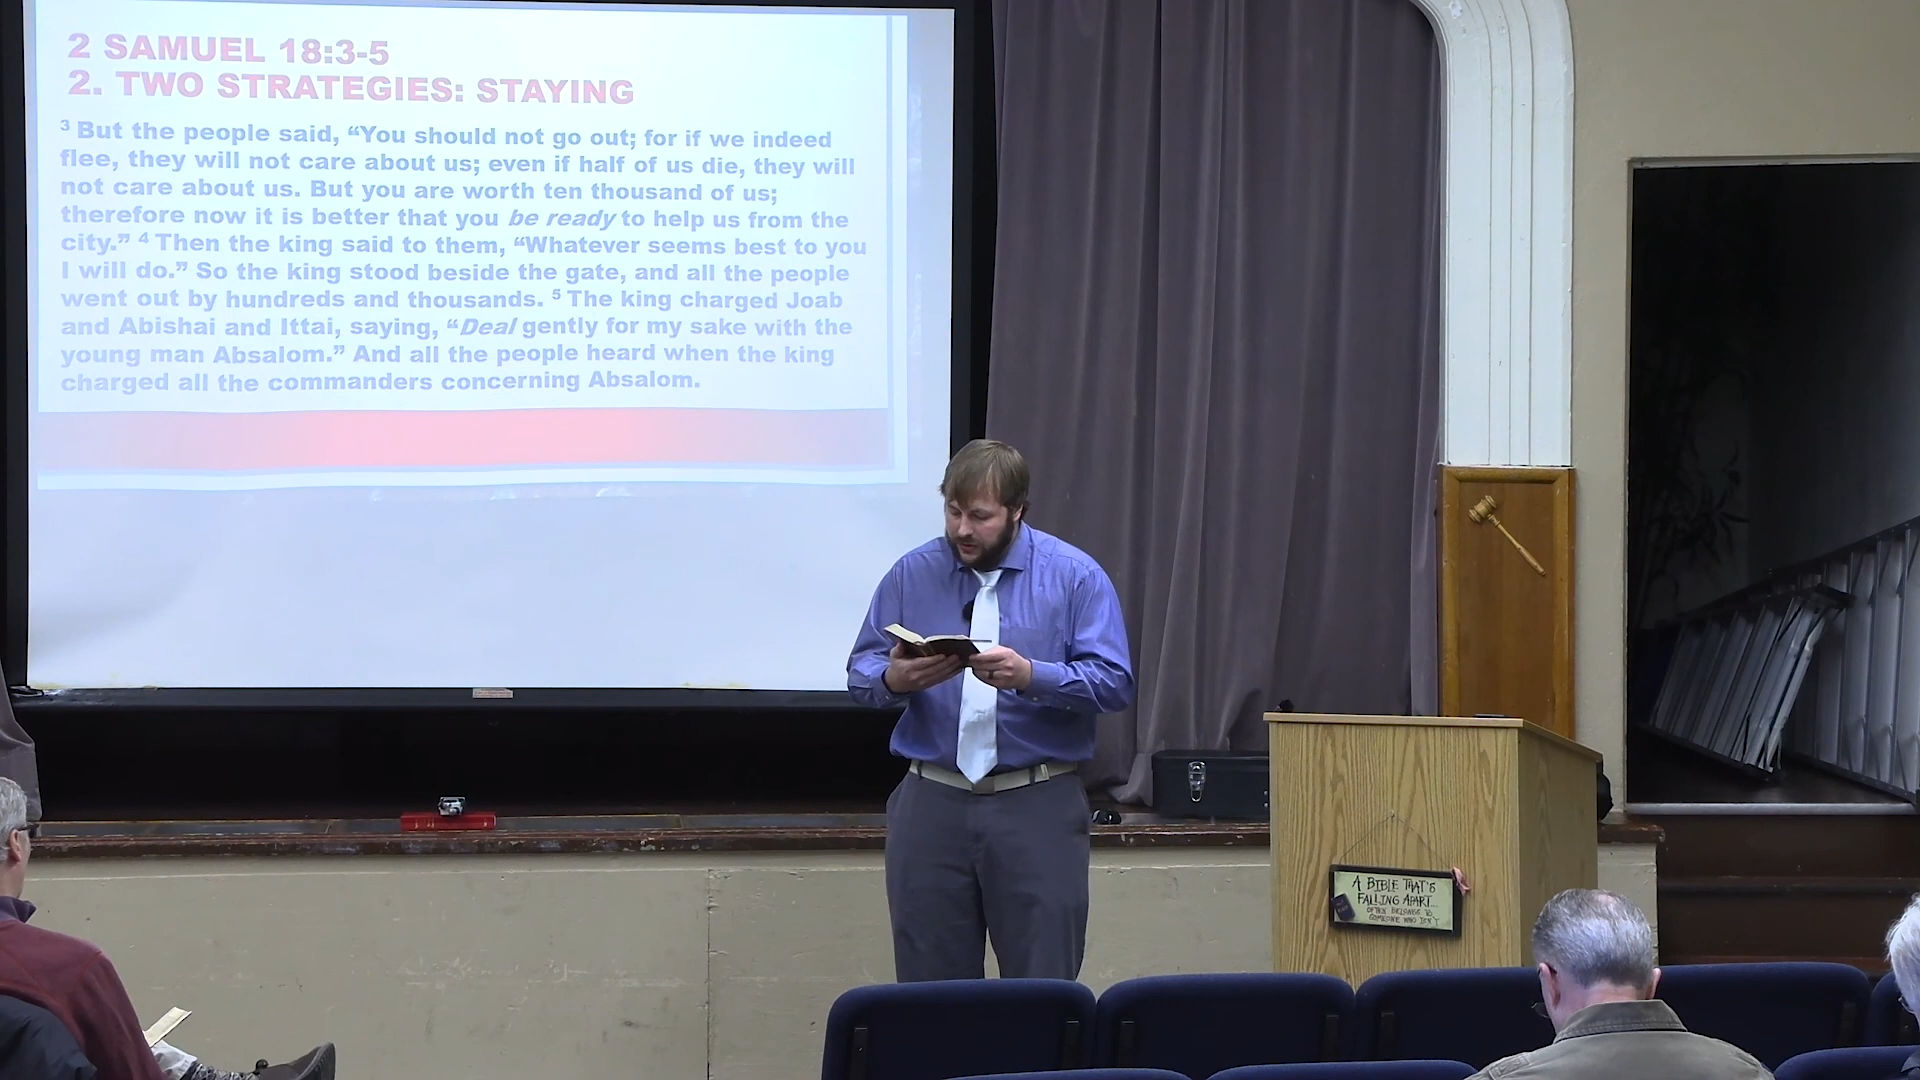 2 SAMUEL 18:3-5
2. TWO STRATEGIES: STAYING
3 But the people said, “You should not go out; for if we indeed
flee, they will not care about us; even if half of us die, they will
not care about us. But you are worth ten thousand of us;
therefore now it is better that you be ready to help us from the
city.” 4 Then the king said to them, “Whatever seems best to you
I will do.” So the king stood beside the gate, and all the people
went out by hundreds and thousands. 5 The king charged Joab
and Abishai and Ittai, saying, “Deal gently for my sake with the
young man Absalom.” And all the people heard when the king
charged all the commanders concerning Absalom.
A BIBLE THAT'S
FALLING APART...
OFTEN BELONGS TO
SOMEONE WHO ISN'T